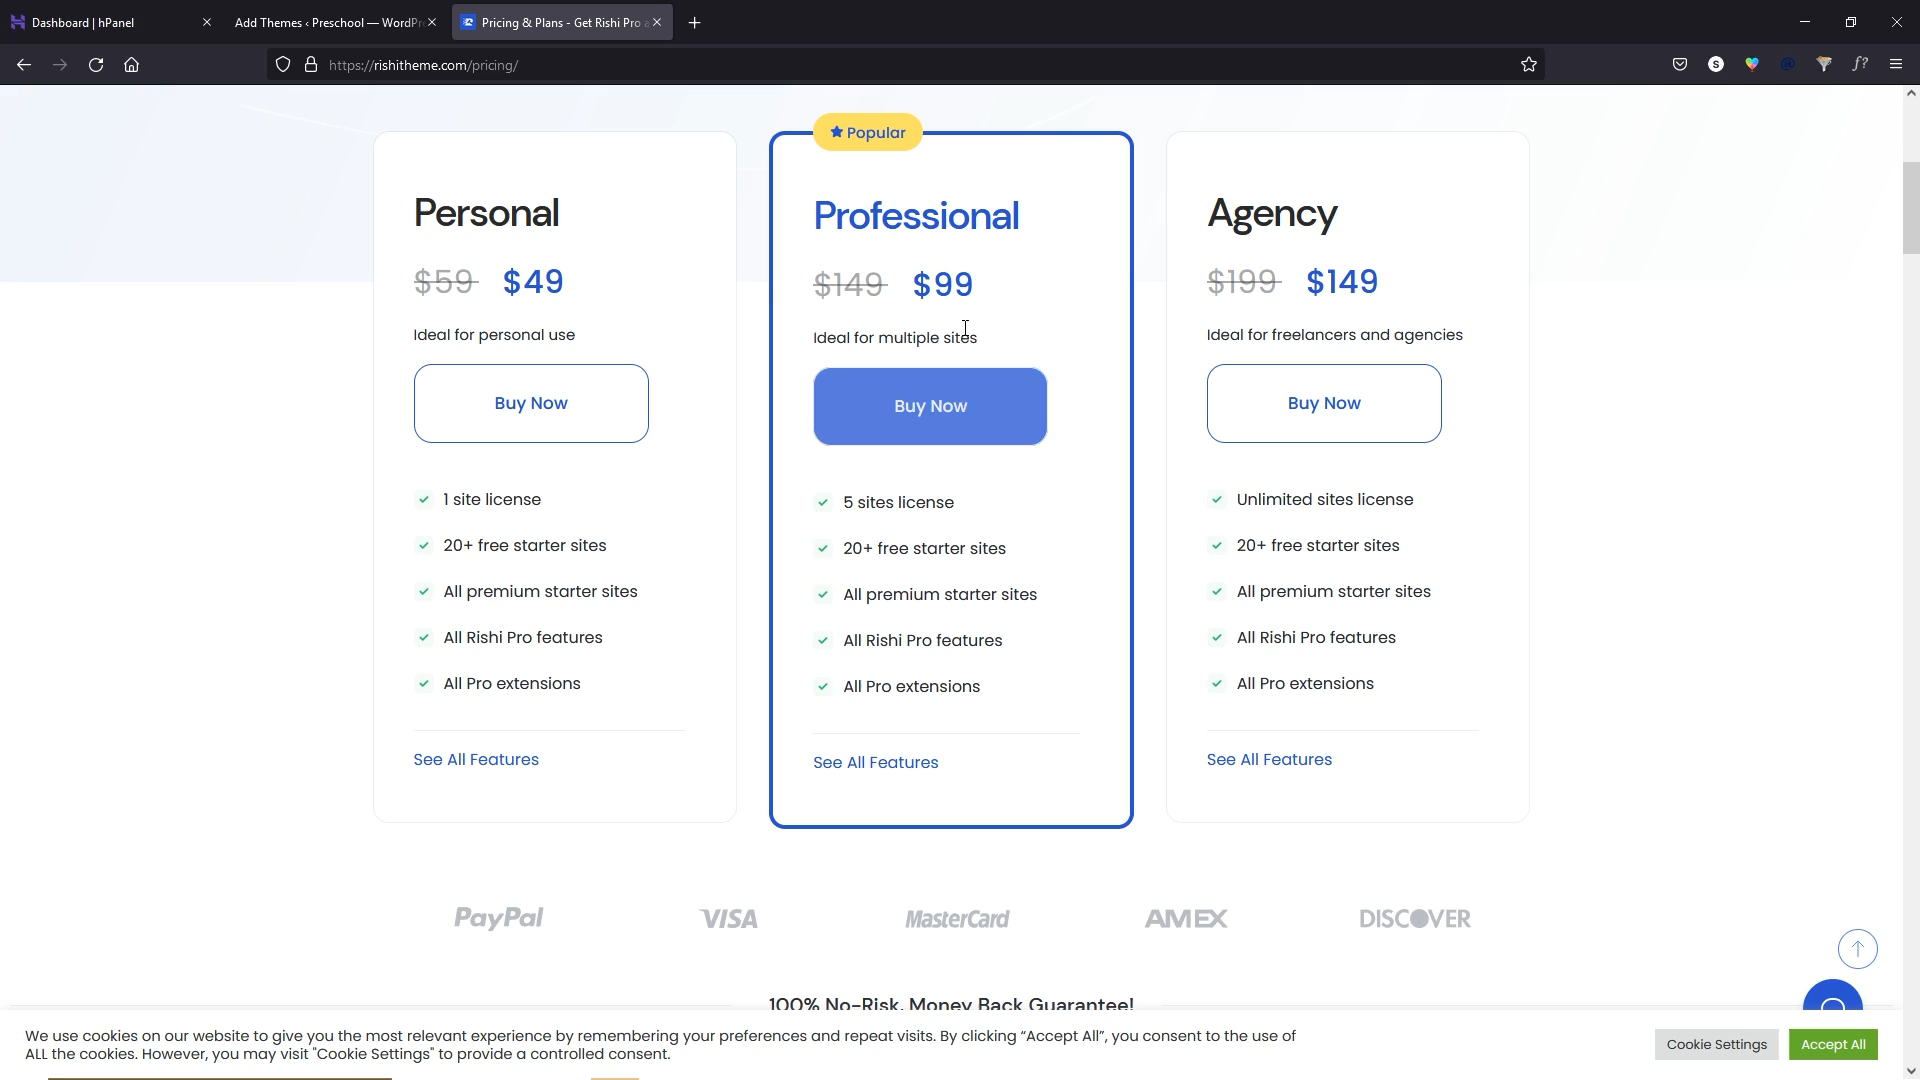 Dashboard | hPanel
Add Themes ‹ Preschool — WordPr
Pricing & Plans - Get Rishi Pro
https://rishitheme.com/pricing/
Popular
Personal
$59 $49
Ideal for personal use
Buy Now
1 site license
20+ free starter sites
All premium starter sites
All Rishi Pro features
All Pro extensions
See All Features
Professional
$149 $99
Ideal for multiple sites
Buy Now
5 sites license
20+ free starter sites
All premium starter sites
All Rishi Pro features
All Pro extensions
See All Features
Agency
$199 $149
Ideal for freelancers and agencies
Buy Now
Unlimited sites license
20+ free starter sites
All premium starter sites
All Rishi Pro features
All Pro extensions
See All Features
PayPal VISA MasterCard AMEX DISCOVER
100% No-Risk. Money Back Guarantee!
We use cookies on our website to give you the most relevant experience by remembering your preferences and repeat visits. By clicking “Accept All”, you consent to the use of
ALL the cookies. However, you may visit "Cookie Settings" to provide a controlled consent.
Cookie Settings
Accept All